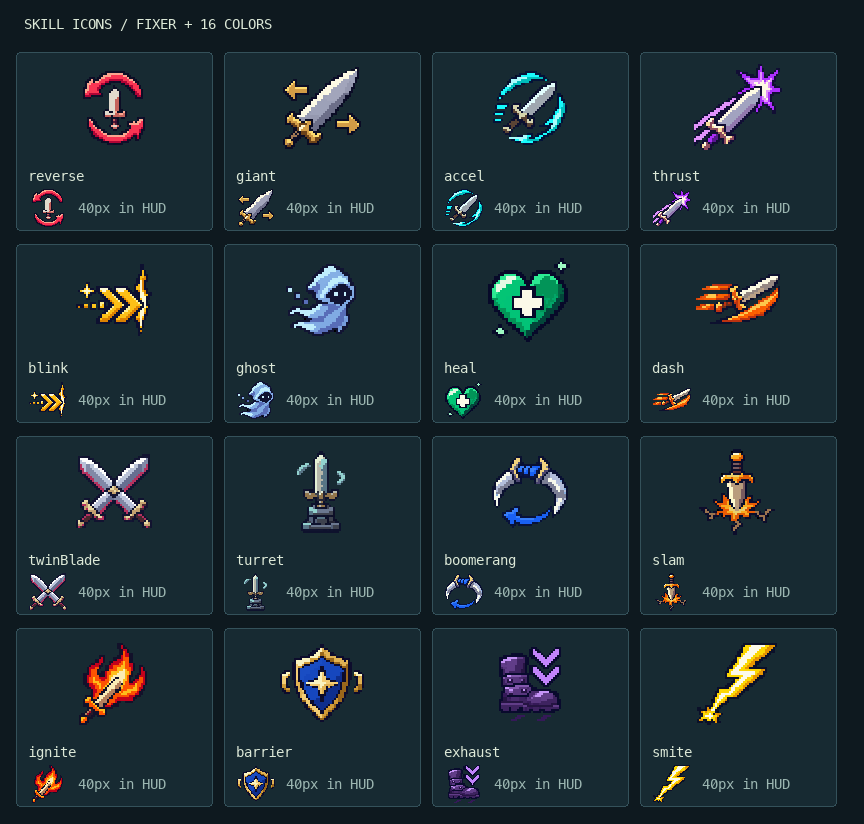 SKILL ICONS / FIXER + 16 COLORS
reverse
40px in HUD
giant
40px in HUD
accel
40px in HUD
thrust
40px in HUD
blink
40px in HUD
ghost
40px in HUD
heal
40px in HUD
dash
40px in HUD
twinBlade
40px in HUD
turret
40px in HUD
boomerang
40px in HUD
slam
40px in HUD
ignite
40px in HUD
barrier
40px in HUD
exhaust
40px in HUD
smite
40px in HUD